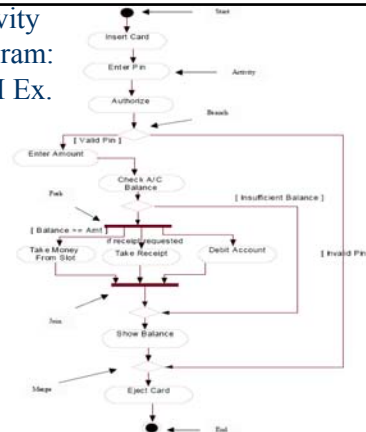 vity
ram:
Ex.
Start
Insert Card
Enter Pin
Activity
Authorize
Branch
[ Valid Pin ]
Enter Amount
Check A/C
Balance
[ Insufficient Balance ]
Fork
[ Balance >= Amt ]
if receipt requested
Take Money
From Slot
Take Receipt
Debit Account
[ Invalid Pin
Join
Show Balance
Merge
Eject Card
End